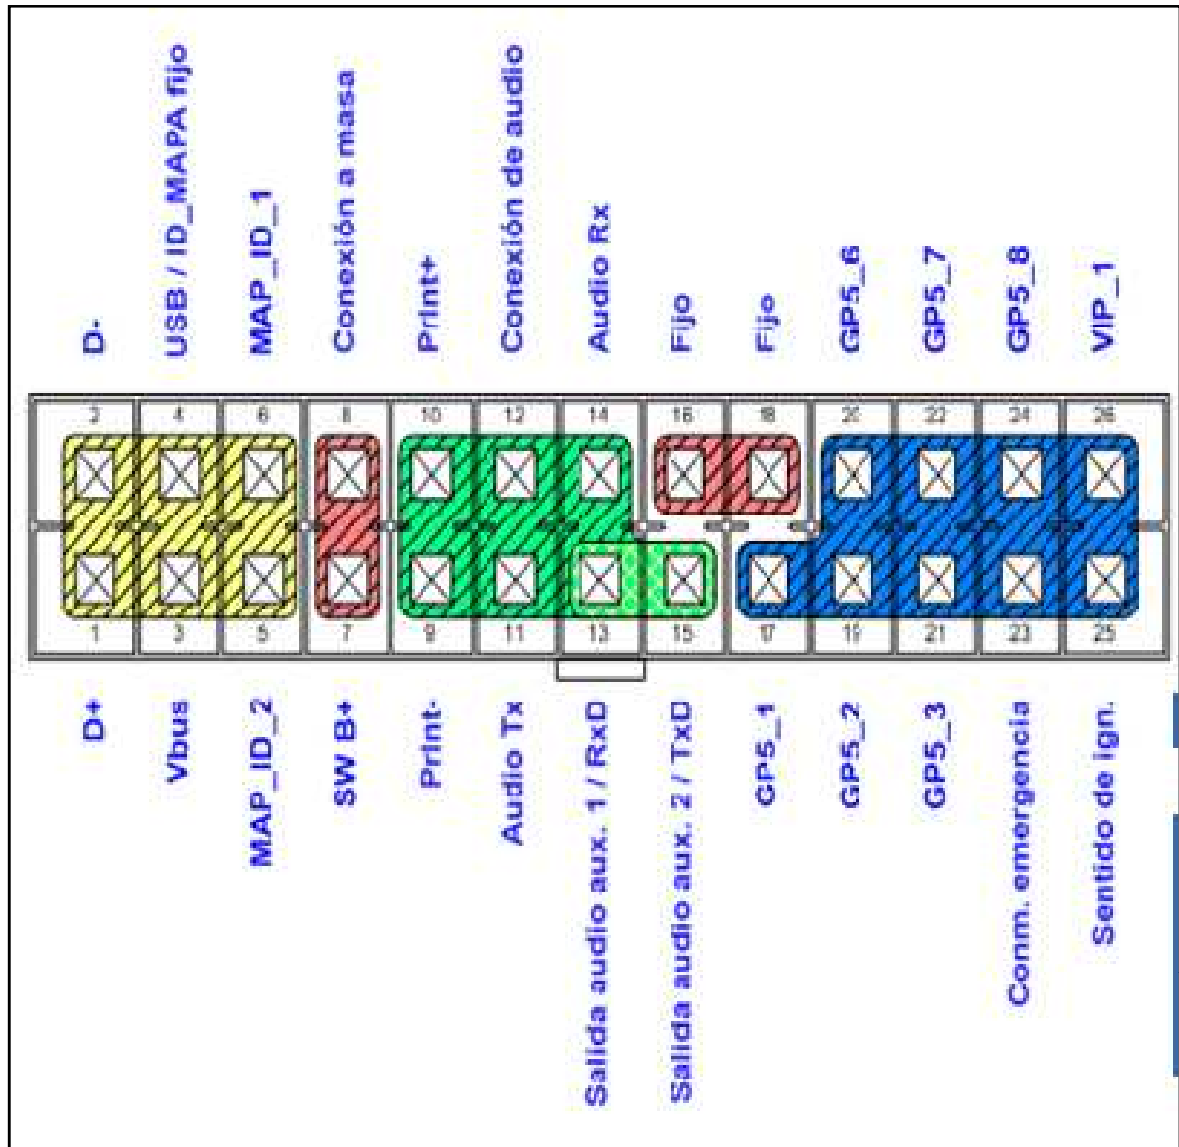 D-
USB / ID_MAPA fijo
MAP_ID_1
Conexión a masa
Print+
Conexión de audio
Audio Rx
Fijo
Fijo
GP5_6
GP5_7
GP5_8
VIP_1
2 4 6 8 10 12 14 16 18 20 22 24 26
1 3 5 7 9 11 13 15 17 19 21 23 25
D+
Vbus
MAP_ID_2
SW B+
Print-
Audio Tx
Salida audio aux. 1 / RxD
Salida audio aux. 2 / TxD
GP5_1
GP5_2
GP5_3
Conm. emergencia
Sentido de ign.